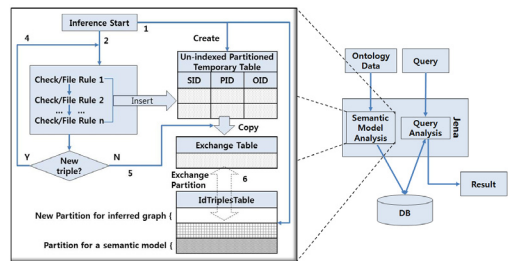 Inference Start
1
Create
4
2
Un-indexed Partitioned
Temporary Table
SID
PID
OID
Check/File Rule 1
Check/File Rule 2
... ...
Check/File Rule n
Insert
Copy
Y
New
triple?
N
5
Exchange Table
Exchange
Partition
6
IdTriplesTable
New Partition for inferred graph {
Partition for a semantic model {
Ontology
Data
Query
Semantic
Model
Analysis
Query
Analysis
Jena
Result
DB